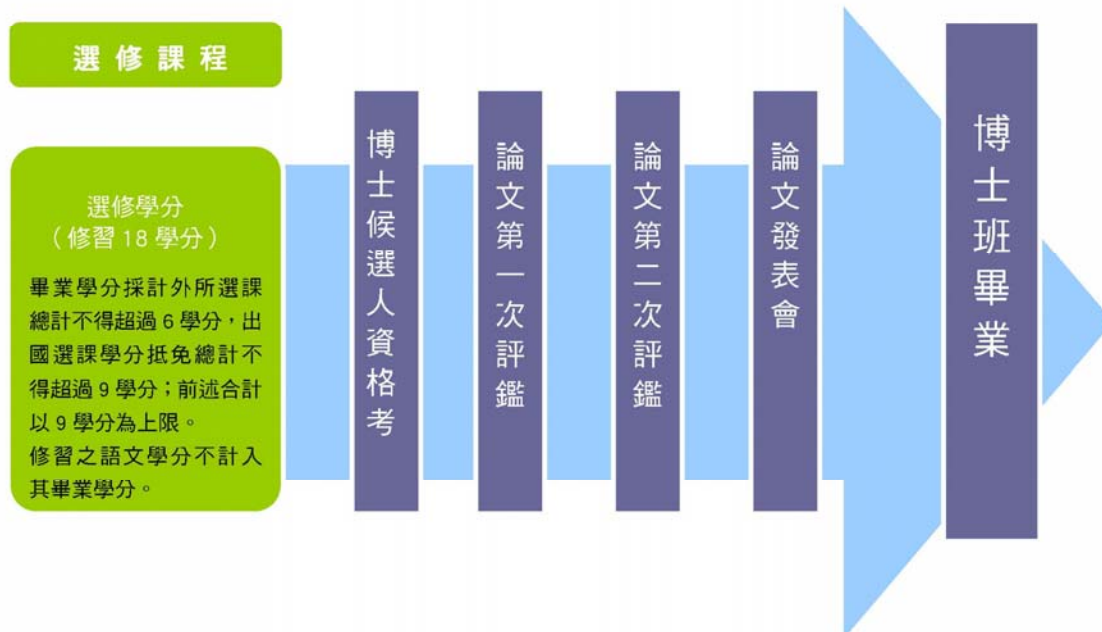 選修課程
選修學分
（修習 18 學分）
畢業學分採計外所選課
總計不得超過 6 學分，出
國選課學分抵免總計不
得超過 9 學分；前述合計
以 9 學分為上限。
修習之語文學分不計入
其畢業學分。
博士候選人資格考
論文第一次評鑑
論文第二次評鑑
論文發表會
博士班畢業